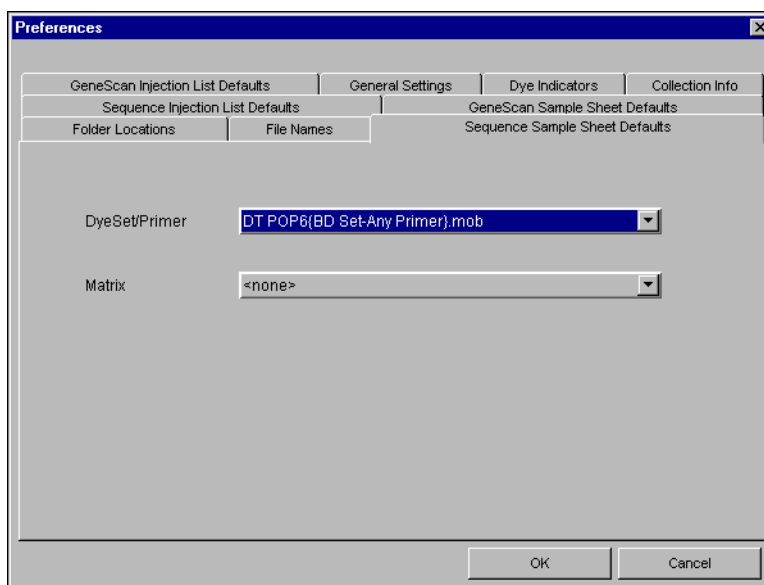 Preferences
GeneScan Injection List Defaults General Settings Dye Indicators Collection Info
Sequence Injection List Defaults GeneScan Sample Sheet Defaults
Folder Locations File Names Sequence Sample Sheet Defaults
DyeSet/Primer DT POP6{BD Set-Any Primer}.mob
Matrix <none>
OK Cancel